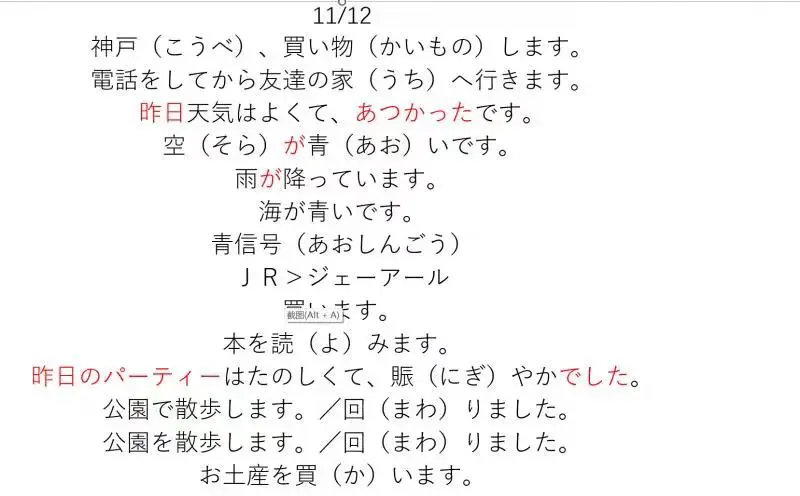 11/12
神戸（こうべ）、買い物（かいもの）します。
電話をしてから友達の家（うち）へ行きます。
昨日天気はよくて、あつかったです。
空（そら）が青（あお）いです。
雨が降っています。
海が青いです。
青信号（あおしんごう）
ＪＲ＞ジェーアール
買います。
截图(Alt + A)
本を読（よ）みます。
昨日のパーティーはたのしくて、賑（にぎ）やかでした。
公園で散歩します。／回（まわ）りました。
公園を散歩します。／回（まわ）りました。
お土産を買（か）います。